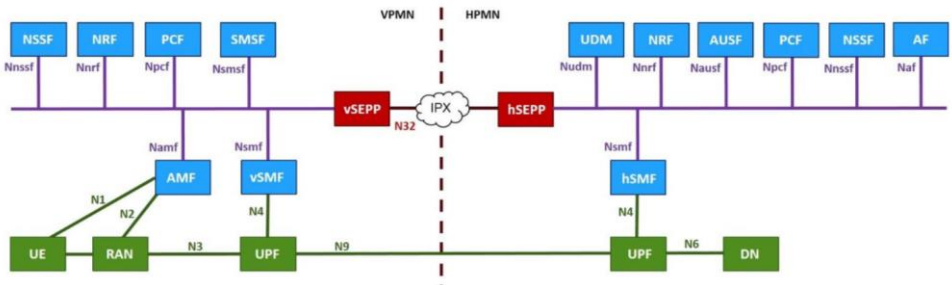 VPMN HPMN
NSSF NRF PCF SMSF UDM NRF AUSF PCF NSSF AF
Nnssf Nnrf Npcf Nsmsf Nudm Nnrf Nausf Npcf Nnssf Naf
vSEPP IPX hSEPP
N32
Namf Nsmf Nsmf
AMF vSMF hSMF
N1 N2 N4 N4
N3 N9 N6
UE RAN UPF UPF DN